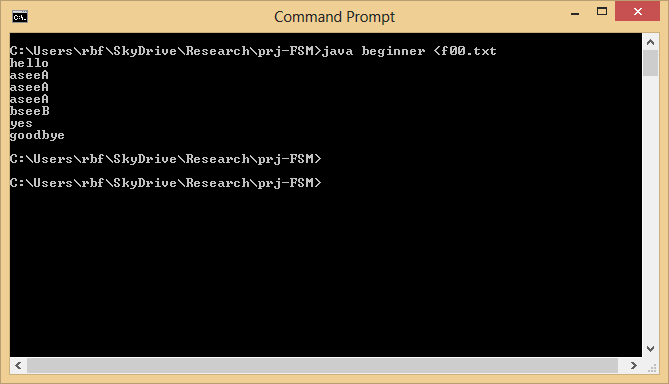 Command Prompt
C:\Users\rbf\SkyDrive\Research\prj-FSM>java beginner <f00.txt
hello
aseeA
aseeA
aseeA
bseeB
yes
goodbye
C:\Users\rbf\SkyDrive\Research\prj-FSM>
C:\Users\rbf\SkyDrive\Research\prj-FSM>